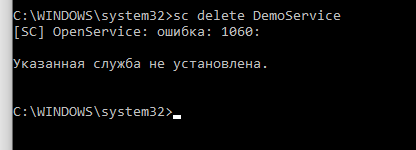 C:\WINDOWS\system32>sc delete DemoService
[SC] OpenService: ошибка: 1060:
Указанная служба не установлена.
C:\WINDOWS\system32>